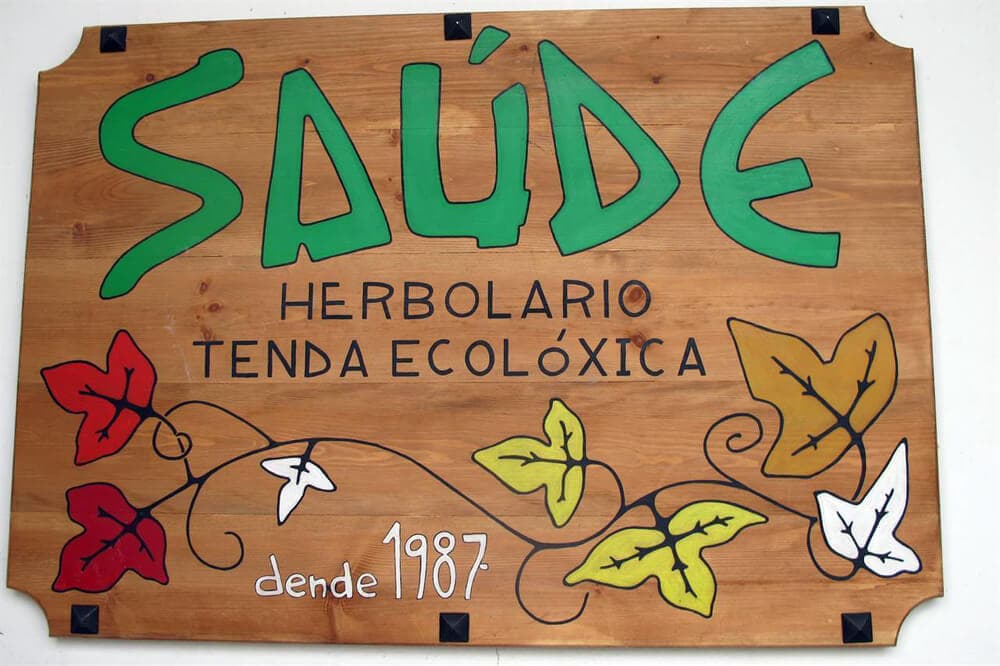 SAÚDE
HERBOLARIO
TENDA ECOLÓXICA
dende 1987